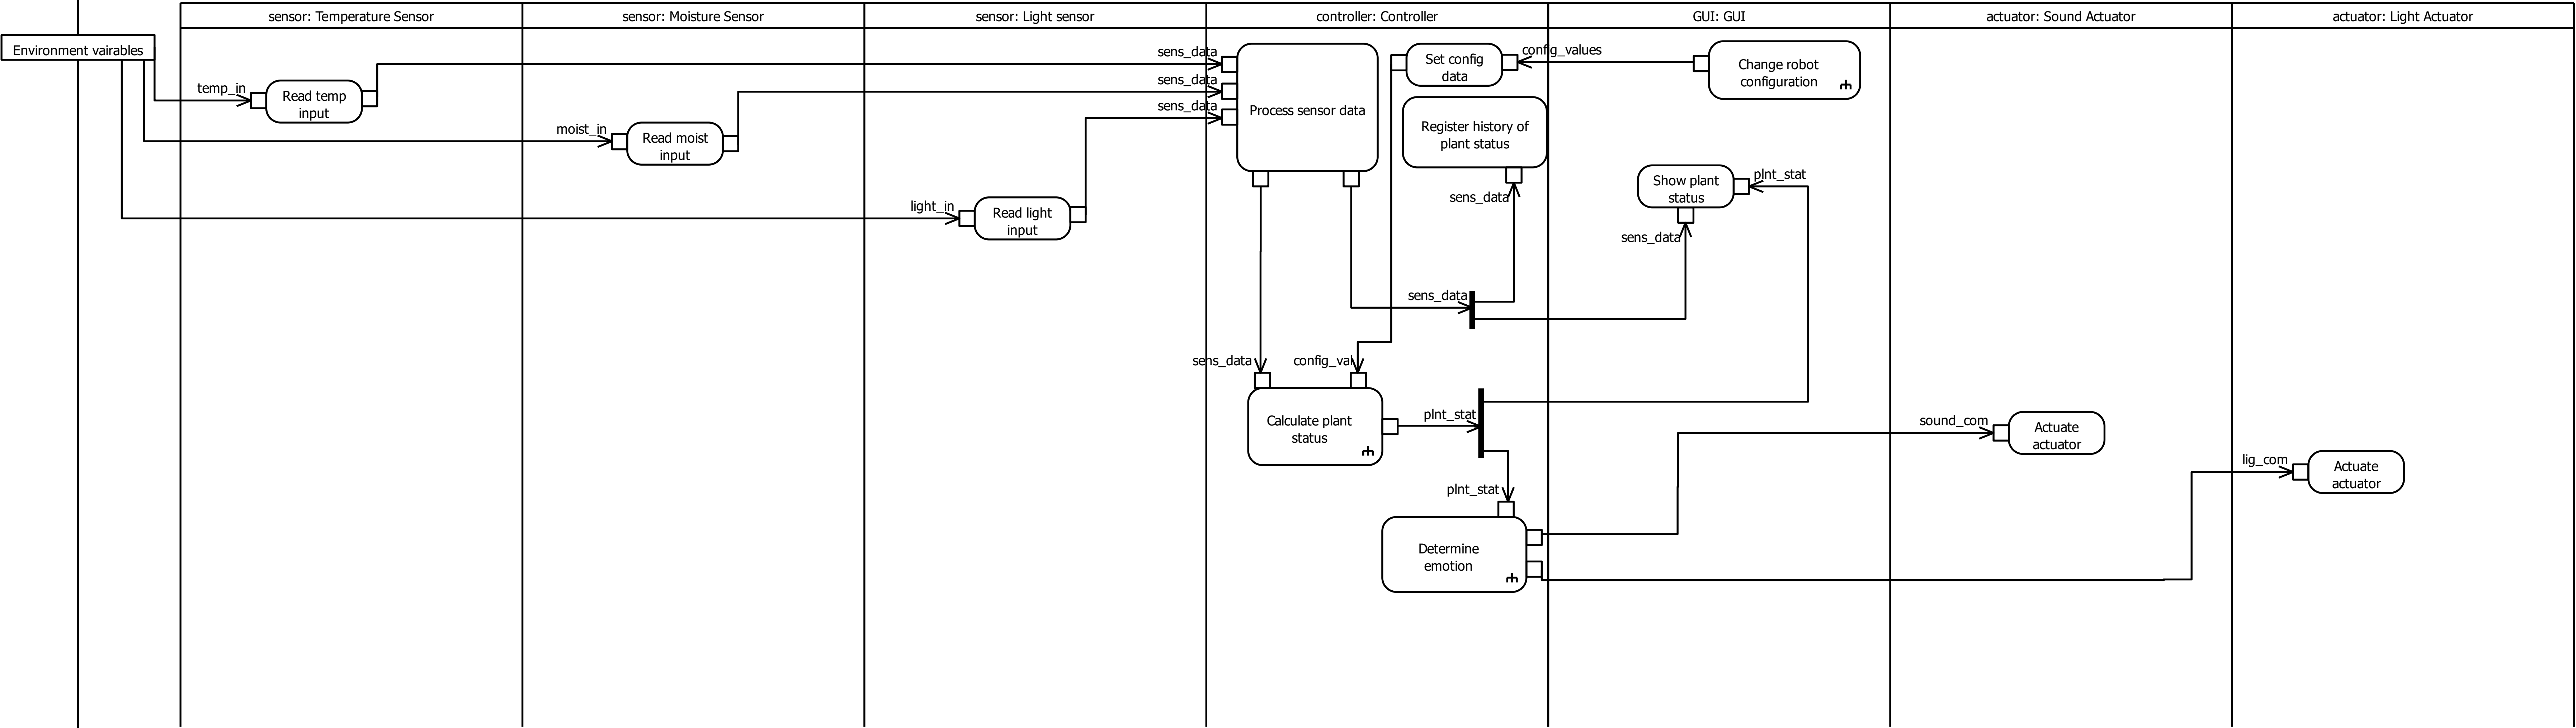 sensor: Temperature Sensor
sensor: Moisture Sensor
sensor: Light sensor
controller: Controller
GUI: GUI
actuator: Sound Actuator
actuator: Light Actuator
Environment vairables
temp_in
Read temp
input
moist_in
Read moist
input
light_in
Read light
input
sens_data
sens_data
sens_data
Process sensor data
Set config
data
config_values
Change robot
configuration
Register history of
plant status
sens_data
Show plant
status
plnt_stat
sens_data
sens_data
sens_data
config_val
Calculate plant
status
plnt_stat
plnt_stat
Determine
emotion
sound_com
Actuate
actuator
lig_com
Actuate
actuator